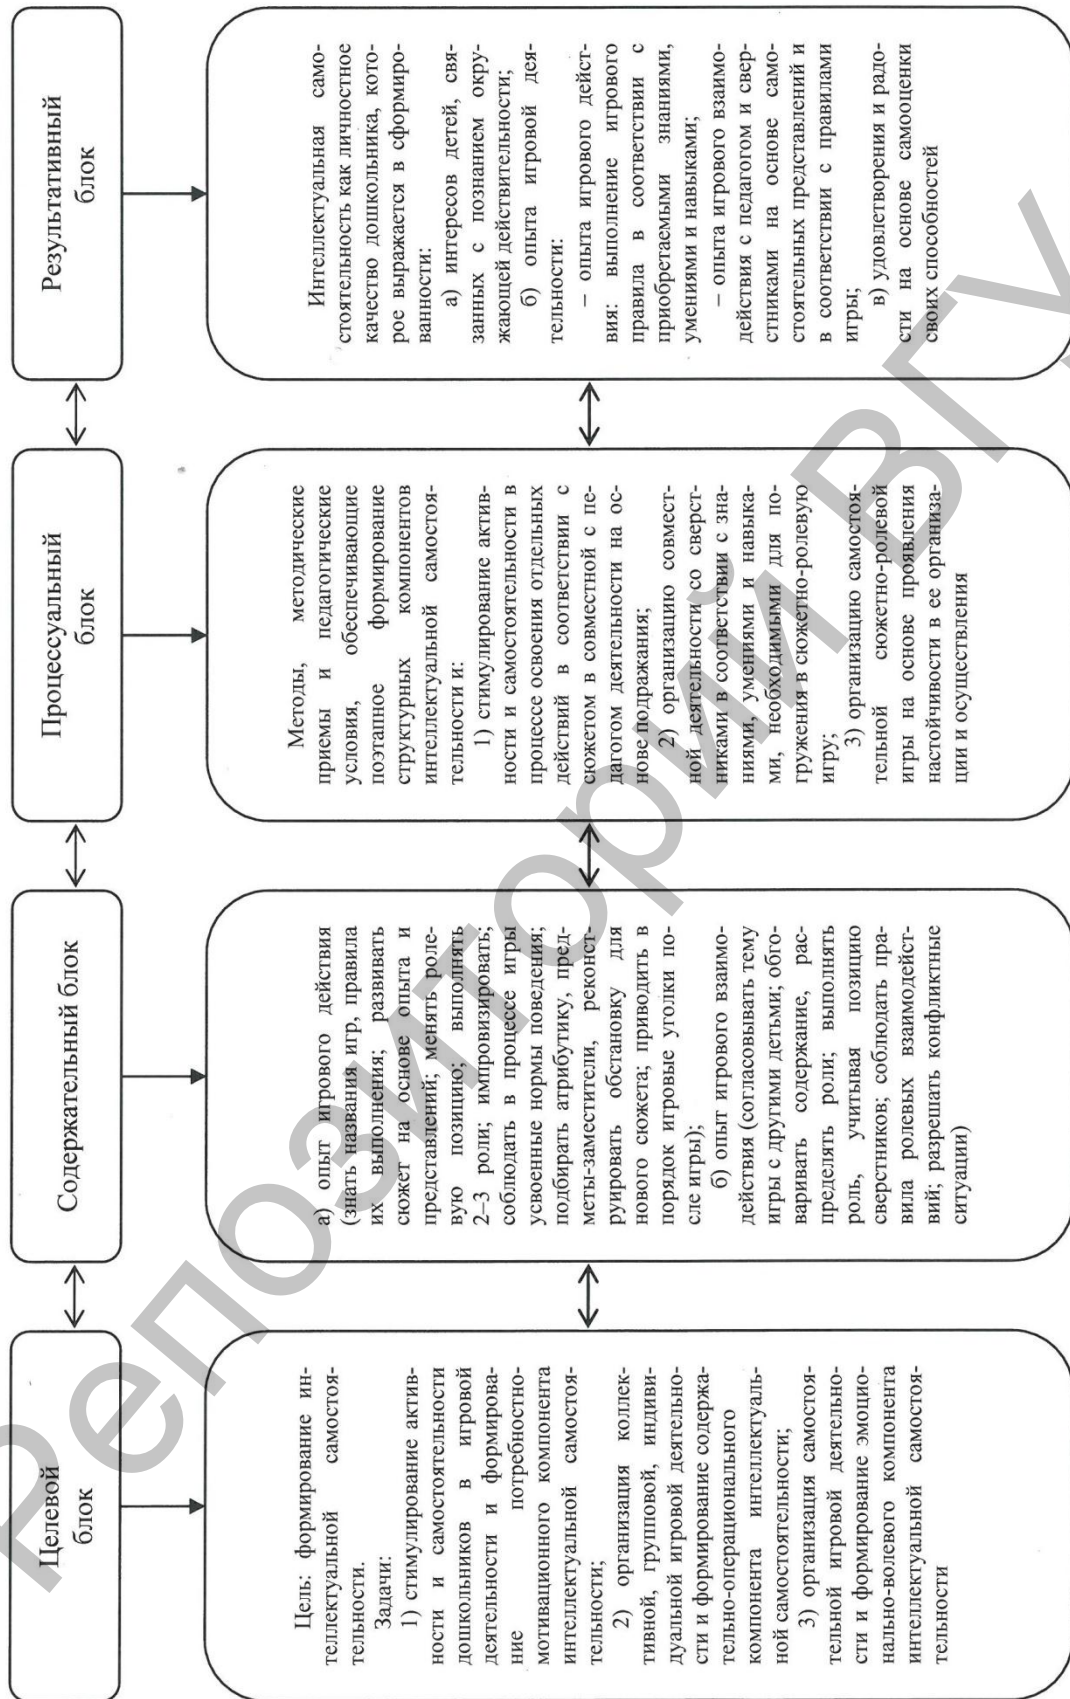 Целевой
блок
Содержательный блок
Процессуальный
блок
Результативный
блок
Цель: формирование ин-
теллектуальной самостоя-
тельности.
Задачи:
1) стимулирование актив-
ности и самостоятельности
дошкольников в игровой
деятельности и формирова-
ние потребностно-
мотивационного компонента
интеллектуальной самостоя-
тельности;
2) организация коллек-
тивной, групповой, индиви-
дуальной игровой деятельно-
сти и формирование содержа-
тельно-операционального
компонента интеллектуаль-
ной самостоятельности;
3) организация самостоя-
тельной игровой деятельно-
сти и формирование эмоцио-
нально-волевого компонента
интеллектуальной самостоя-
тельности
а) опыт игрового действия
(знать названия игр, правила
их выполнения; развивать
сюжет на основе опыта и
представлений; менять роле-
вую позицию; выполнять
2–3 роли; импровизировать;
соблюдать в процессе игры
усвоенные нормы поведения;
подбирать атрибутику, пред-
меты-заместители, реконст-
руировать обстановку для
нового сюжета; приводить в
порядок игровые уголки по-
сле игры);
б) опыт игрового взаимо-
действия (согласовывать тему
игры с другими детьми; обго-
варивать содержание, рас-
пределять роли; выполнять
роль, учитывая позицию
сверстников; соблюдать пра-
вила ролевых взаимодейст-
вий; разрешать конфликтные
ситуации)
Методы, методические
приемы и педагогические
условия, обеспечивающие
поэтапное формирование
структурных компонентов
интеллектуальной самостоя-
тельности и:
1) стимулирование актив-
ности и самостоятельности в
процессе освоения отдельных
действий в соответствии с
сюжетом в совместной с пе-
дагогом деятельности на ос-
нове подражания;
2) организацию совмест-
ной деятельности со сверст-
никами в соответствии с зна-
ниями, умениями и навыка-
ми, необходимыми для по-
гружения в сюжетно-ролевую
игру;
3) организацию самостоя-
тельной сюжетно-ролевой
игры на основе проявления
настойчивости в ее организа-
ции и осуществления
Интеллектуальная само-
стоятельность как личностное
качество дошкольника, кото-
рое выражается в сформиро-
ванности:
а) интересов детей, свя-
занных с познанием окру-
жающей действительности;
б) опыта игровой дея-
тельности:
– опыта игрового дейст-
вия: выполнение игрового
правила в соответствии с
приобретаемыми знаниями,
умениями и навыками;
– опыта игрового взаимо-
действия с педагогом и свер-
стниками на основе само-
стоятельных представлений и
в соответствии с правилами
игры;
в) удовлетворения и радо-
сти на основе самооценки
своих способностей
Репозиторий ВГУ